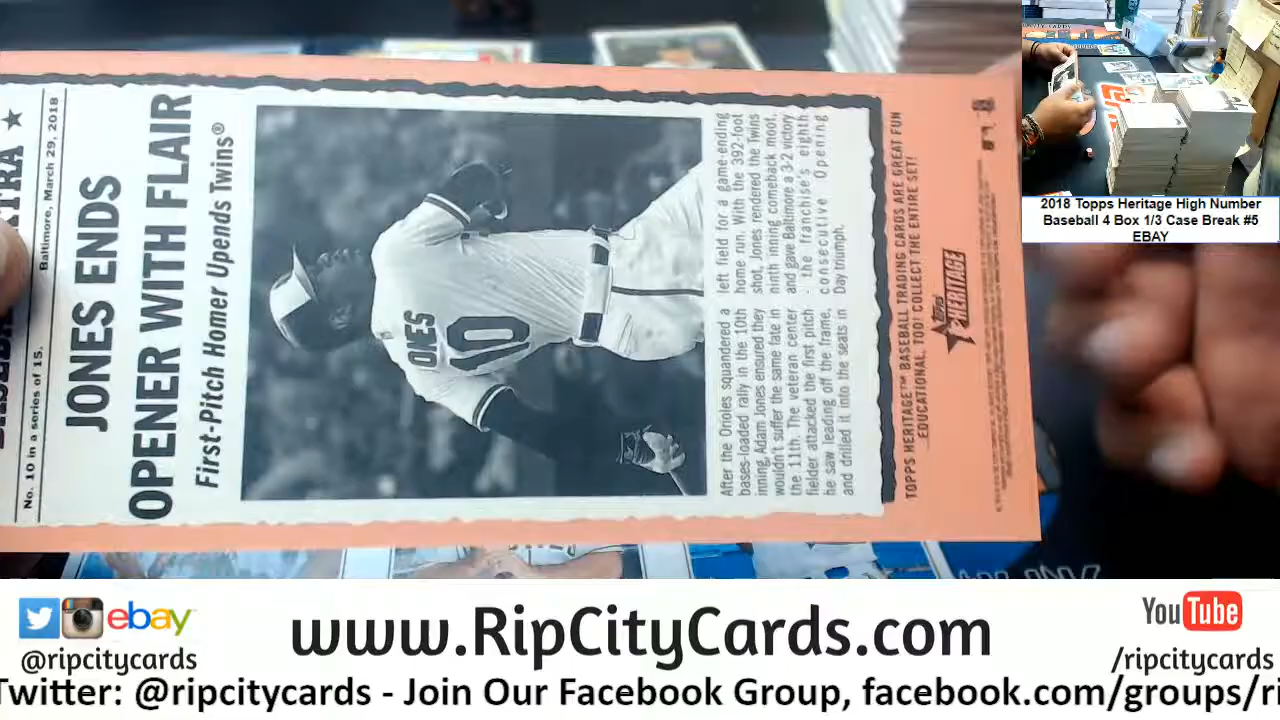 XTRA ★
Baltimore, March 29, 2018
No. 10 in a series of 15.
JONES ENDS
OPENER WITH FLAIR
First-Pitch Homer Upends Twins®
ONES
10
After the Orioles squandered a
bases-loaded rally in the 10th
inning, Adam Jones ensured they
wouldn't suffer the same fate in
the 11th. The veteran center
fielder attacked the first pitch
he saw leading off the frame,
and drilled it into the seats in
left field for a game-ending
home run. With the 392-foot
shot, Jones rendered the Twins
ninth inning comeback moot,
and gave Baltimore a 3-2 victory
- the franchise's eighth
consecutive Opening
Day triumph.
TOPPS HERITAGE™ BASEBALL TRADING CARDS ARE GREAT FUN
EDUCATIONAL, TOO! COLLECT THE ENTIRE SET!
Topps
HERITAGE
2018 Topps Heritage High Number
Baseball 4 Box 1/3 Case Break #5
EBAY
ebay
@ripcitycards
www.RipCityCards.com
YouTube
/ripcitycards
Twitter: @ripcitycards - Join Our Facebook Group, facebook.com/groups/ri